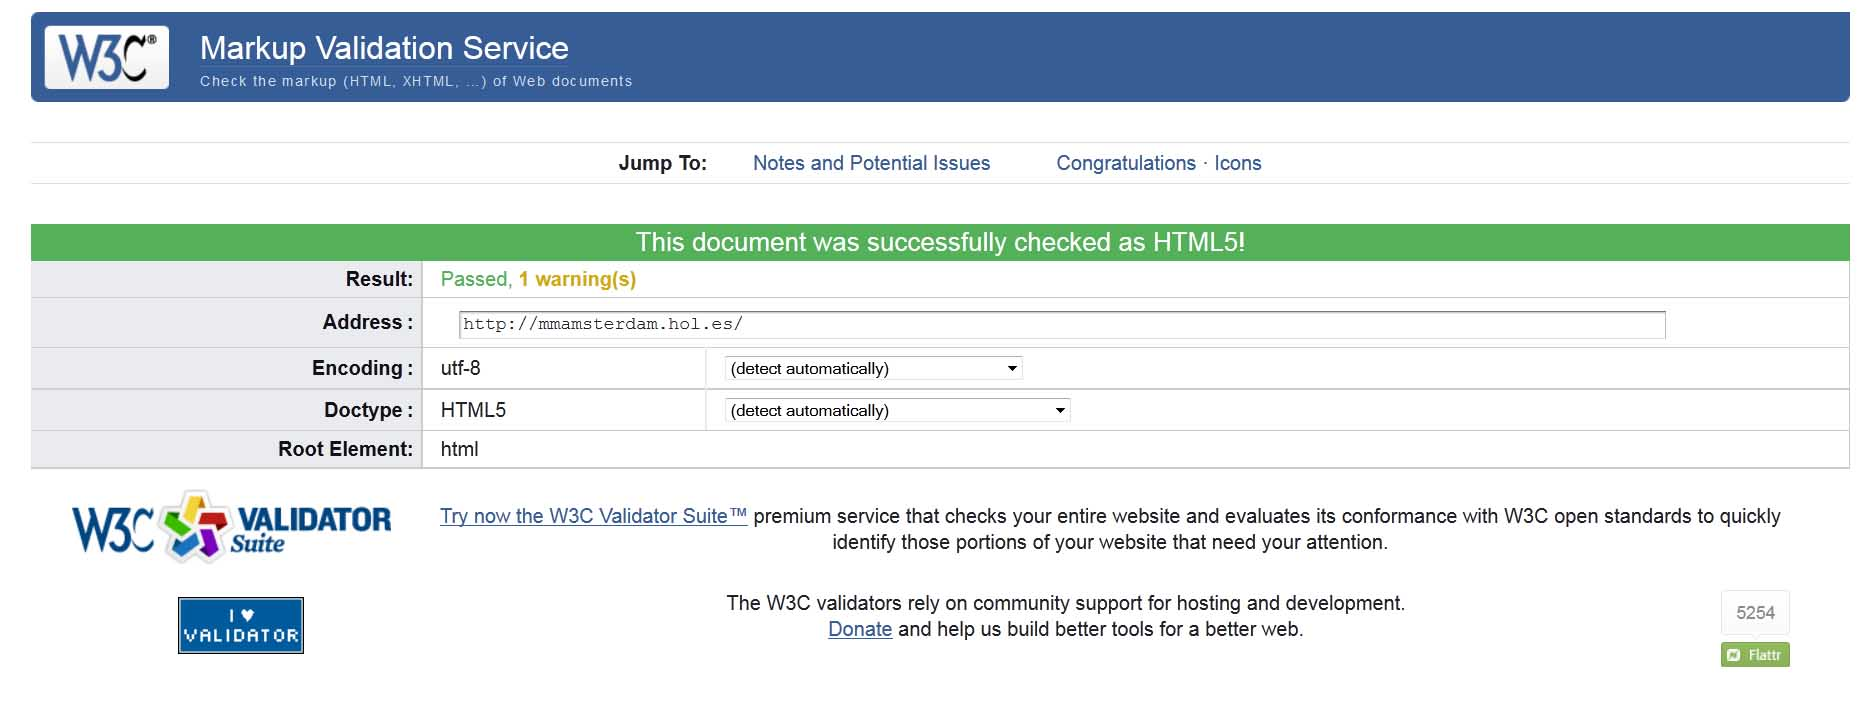 W3C®
Markup Validation Service
Check the markup (HTML, XHTML, …) of Web documents
Jump To: Notes and Potential Issues Congratulations · Icons
This document was successfully checked as HTML5!
Result: Passed, 1 warning(s)
Address : http://mmamsterdam.hol.es/
Encoding : utf-8 (detect automatically)
Doctype : HTML5 (detect automatically)
Root Element: html
W3C VALIDATOR Suite
Try now the W3C Validator Suite™ premium service that checks your entire website and evaluates its conformance with W3C open standards to quickly
identify those portions of your website that need your attention.
I ♥
VALIDATOR
The W3C validators rely on community support for hosting and development.
Donate and help us build better tools for a better web.
5254
Flattr